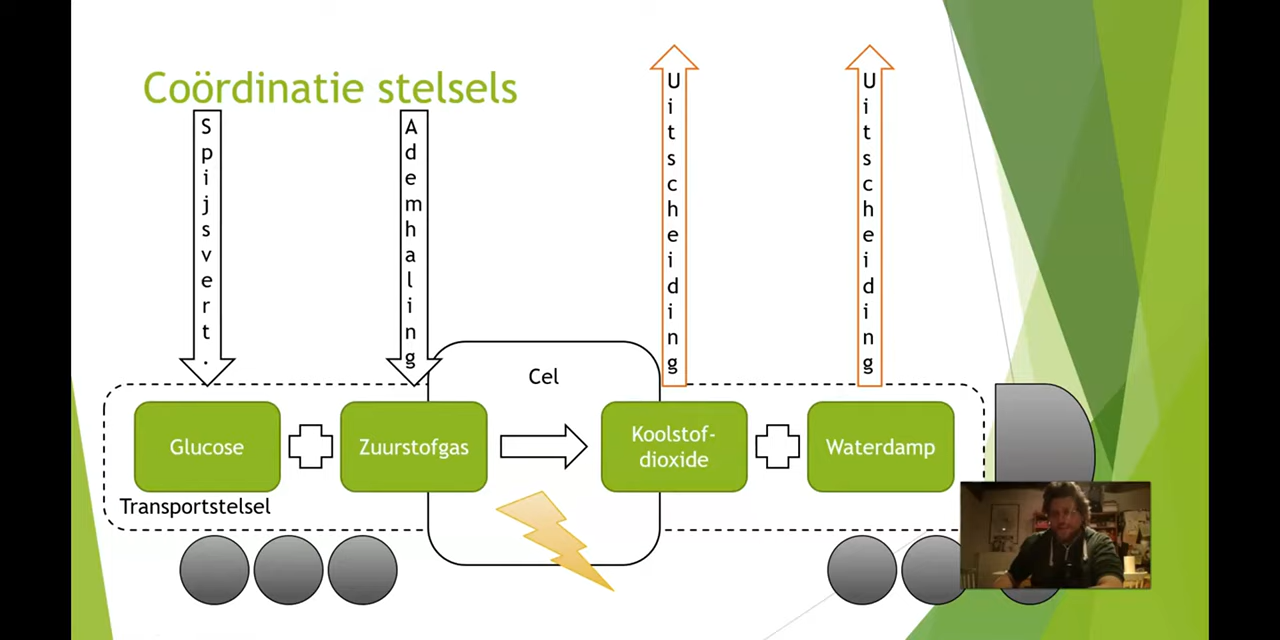 Coördinatie stelsels
Spijsvert.
Ademhaling
Uitscheiding
Uitscheiding
Cel
Glucose
Zuurstofgas
Koolstof-
dioxide
Waterdamp
Transportstelsel